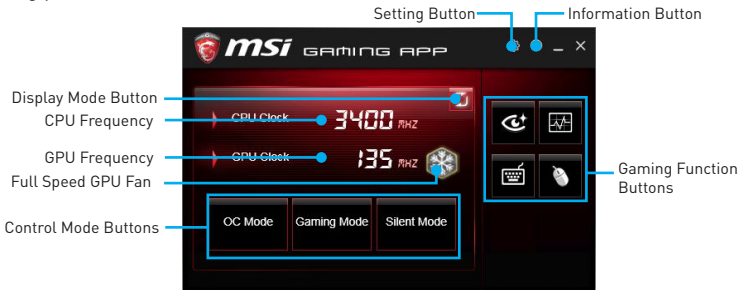 Setting Button
Information Button
msi GAMING APP
Display Mode Button
CPU Frequency
CPU Clock
3400 MHZ
GPU Frequency
GPU Clock
135 MHZ
Full Speed GPU Fan
Gaming Function
Buttons
Control Mode Buttons
OC Mode
Gaming Mode
Silent Mode